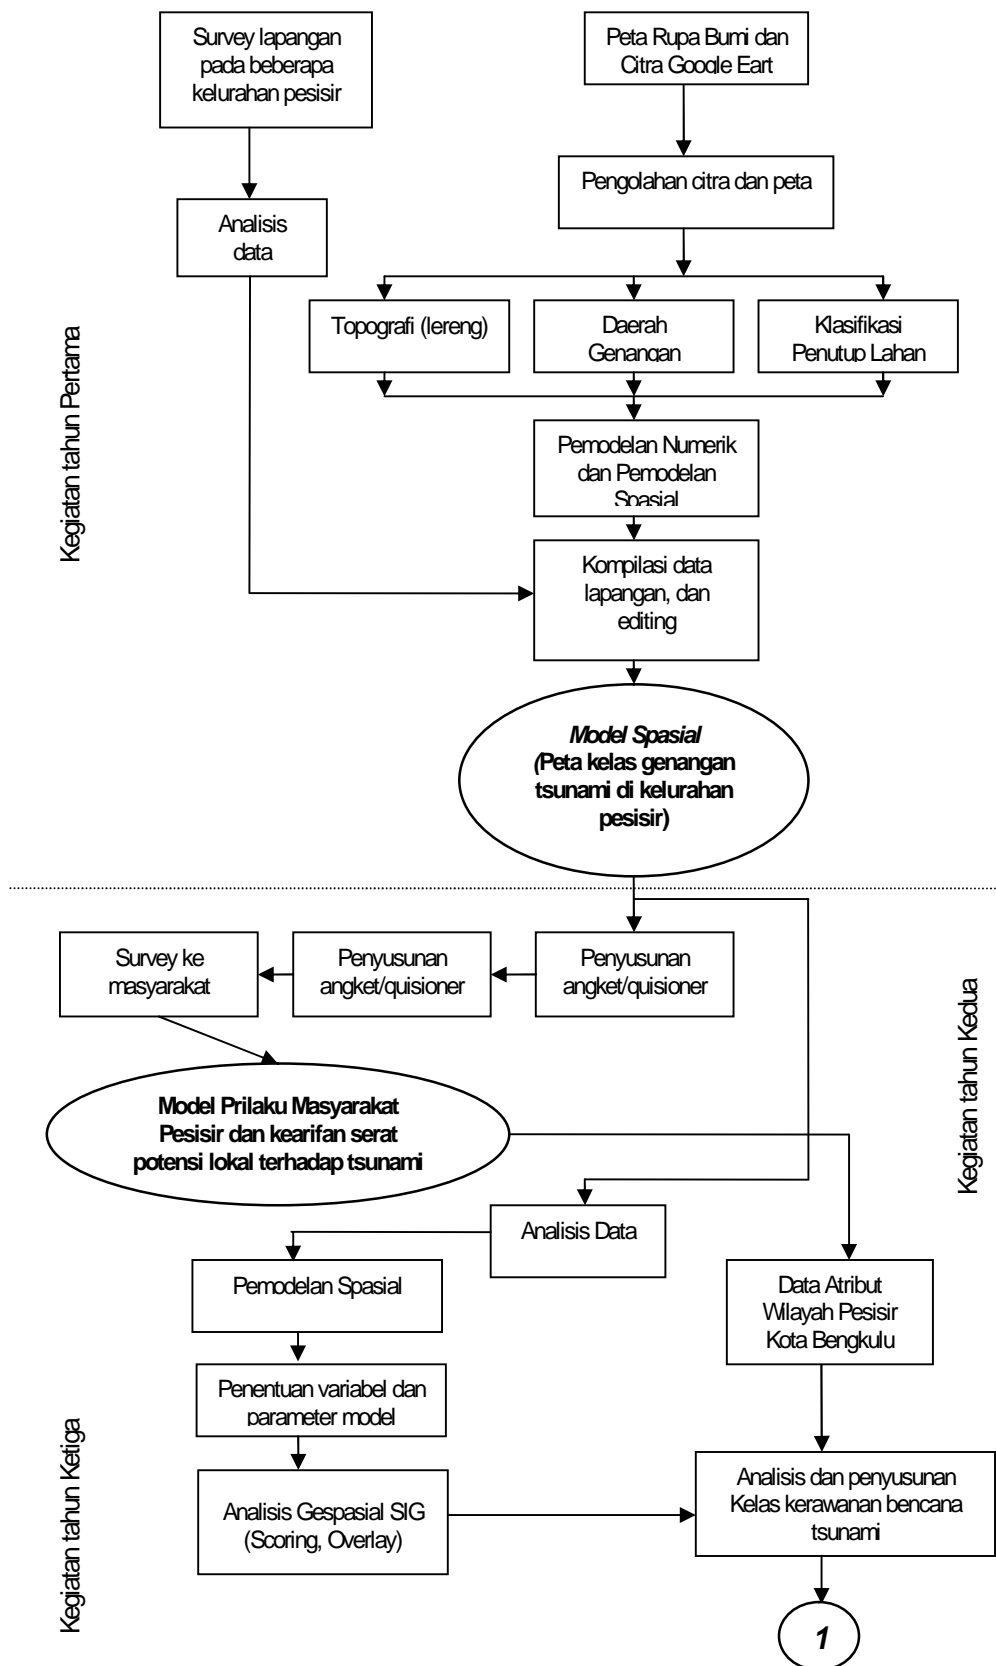 Survey lapangan
pada beberapa
kelurahan pesisir
Peta Rupa Bumi dan
Citra Google Eart
Pengolahan citra dan peta
Analisis
data
Topografi (lereng)
Daerah
Genangan
Klasifikasi
Penutup Lahan
Kegiatan tahun Pertama
Pemodelan Numerik
dan Pemodelan
Spasial
Kompilasi data
lapangan, dan
editing
Model Spasial
(Peta kelas genangan
tsunami di kelurahan
pesisir)
Survey ke
masyarakat
Penyusunan
angket/quisioner
Penyusunan
angket/quisioner
Kegiatan tahun Kedua
Model Prilaku Masyarakat
Pesisir dan kearifan serat
potensi lokal terhadap tsunami
Analisis Data
Pemodelan Spasial
Data Atribut
Wilayah Pesisir
Kota Bengkulu
Penentuan variabel dan
parameter model
Kegiatan tahun Ketiga
Analisis Gespasial SIG
(Scoring, Overlay)
Analisis dan penyusunan
Kelas kerawanan bencana
tsunami
1